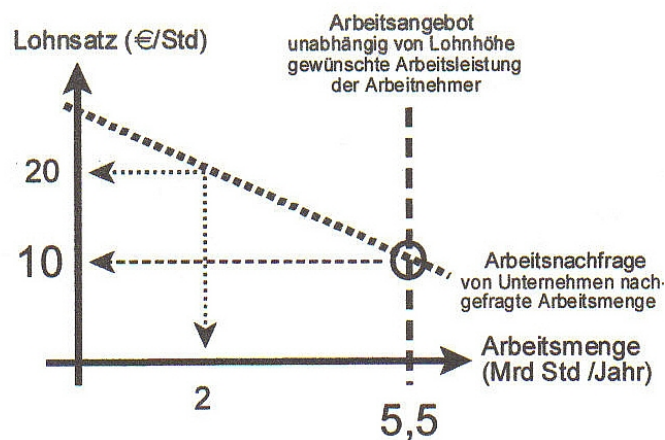 Lohnsatz (€/Std)
Arbeitsangebot
unabhängig von Lohnhöhe
gewünschte Arbeitsleistung
der Arbeitnehmer
20
10
Arbeitsnachfrage
von Unternehmen nach-
gefragte Arbeitsmenge
Arbeitsmenge
(Mrd Std /Jahr)
2
5,5